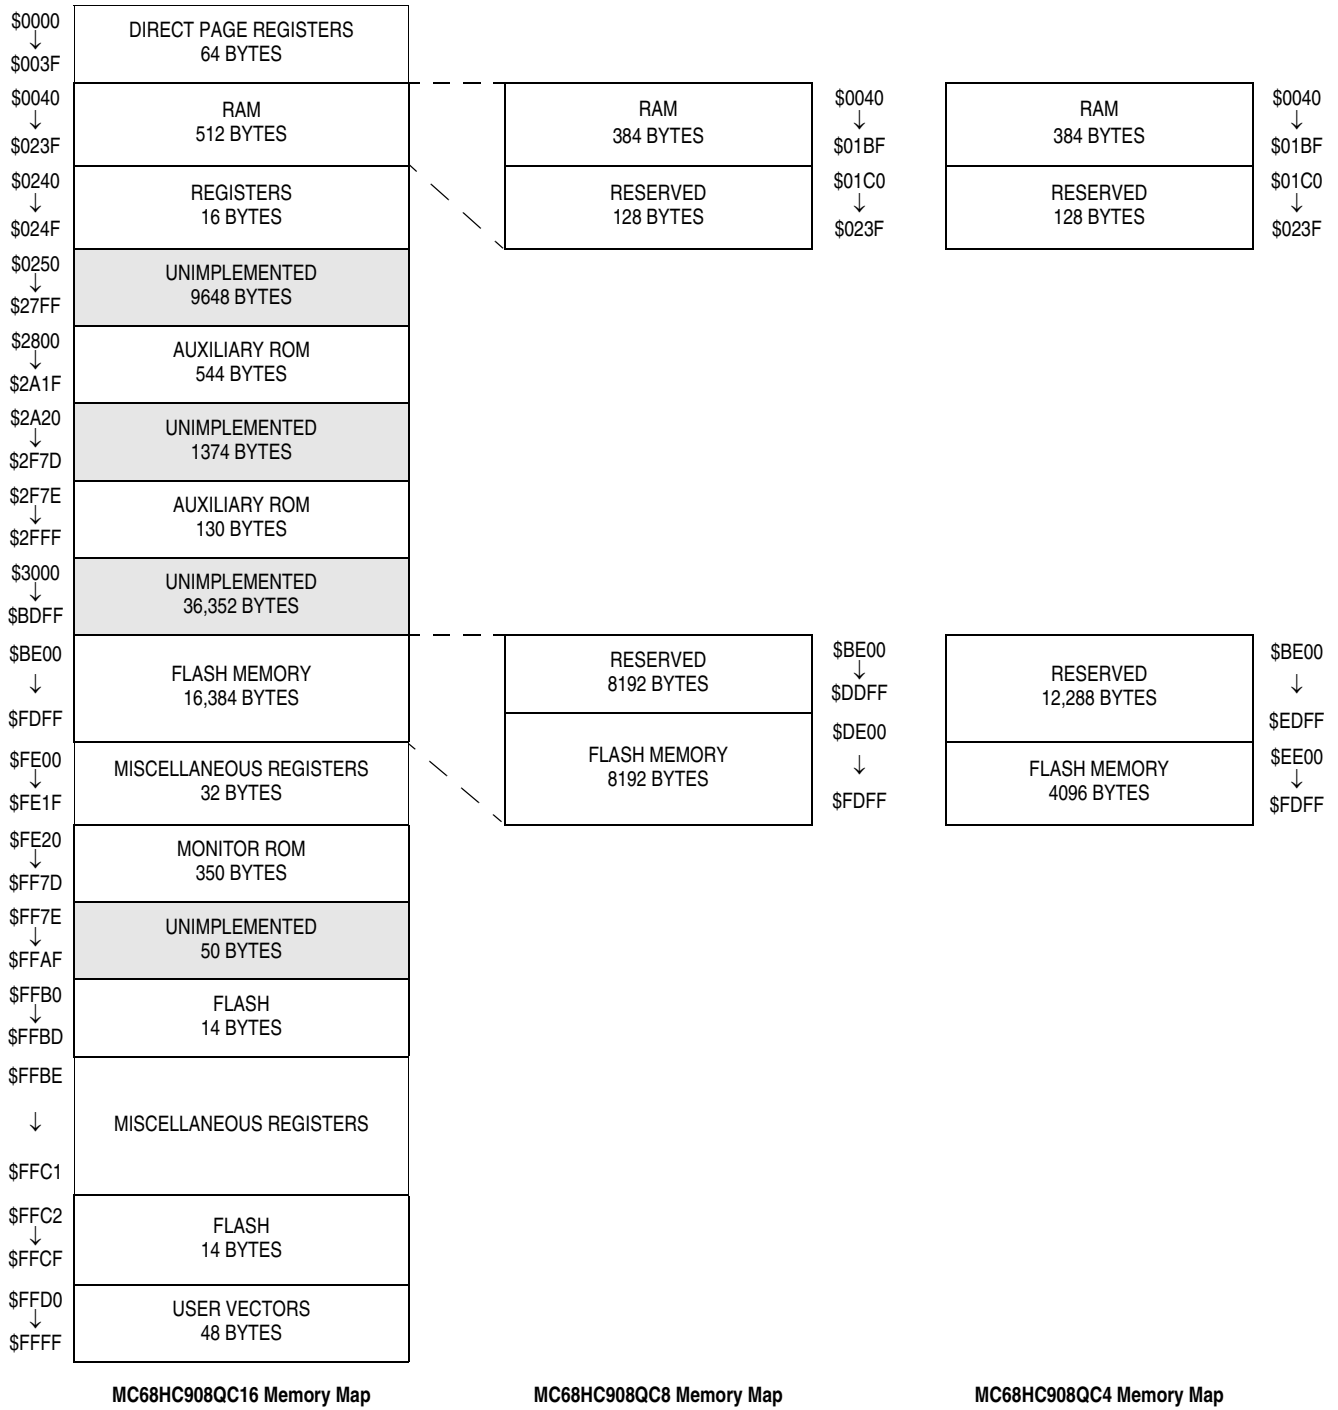 $0000
↓
$003F
DIRECT PAGE REGISTERS
64 BYTES
$0040
↓
$023F
RAM
512 BYTES
RAM
384 BYTES
$0040
↓
$01BF
RAM
384 BYTES
$0040
↓
$01BF
$0240
↓
$024F
REGISTERS
16 BYTES
RESERVED
128 BYTES
$01C0
↓
$023F
RESERVED
128 BYTES
$01C0
↓
$023F
$0250
↓
$27FF
UNIMPLEMENTED
9648 BYTES
$2800
↓
$2A1F
AUXILIARY ROM
544 BYTES
$2A20
↓
$2F7D
UNIMPLEMENTED
1374 BYTES
$2F7E
↓
$2FFF
AUXILIARY ROM
130 BYTES
$3000
↓
$BDFF
UNIMPLEMENTED
36,352 BYTES
$BE00
↓
$FDFF
FLASH MEMORY
16,384 BYTES
RESERVED
8192 BYTES
$BE00
↓
$DDFF
RESERVED
12,288 BYTES
$BE00
↓
$EDFF
$FE00
↓
$FE1F
MISCELLANEOUS REGISTERS
32 BYTES
FLASH MEMORY
8192 BYTES
$DE00
↓
$FDFF
FLASH MEMORY
4096 BYTES
$EE00
↓
$FDFF
$FE20
↓
$FF7D
MONITOR ROM
350 BYTES
$FF7E
↓
$FFAF
UNIMPLEMENTED
50 BYTES
$FFB0
↓
$FFBD
FLASH
14 BYTES
$FFBE
↓
$FFC1
MISCELLANEOUS REGISTERS
$FFC2
↓
$FFCF
FLASH
14 BYTES
$FFD0
↓
$FFFF
USER VECTORS
48 BYTES
MC68HC908QC16 Memory Map
MC68HC908QC8 Memory Map
MC68HC908QC4 Memory Map